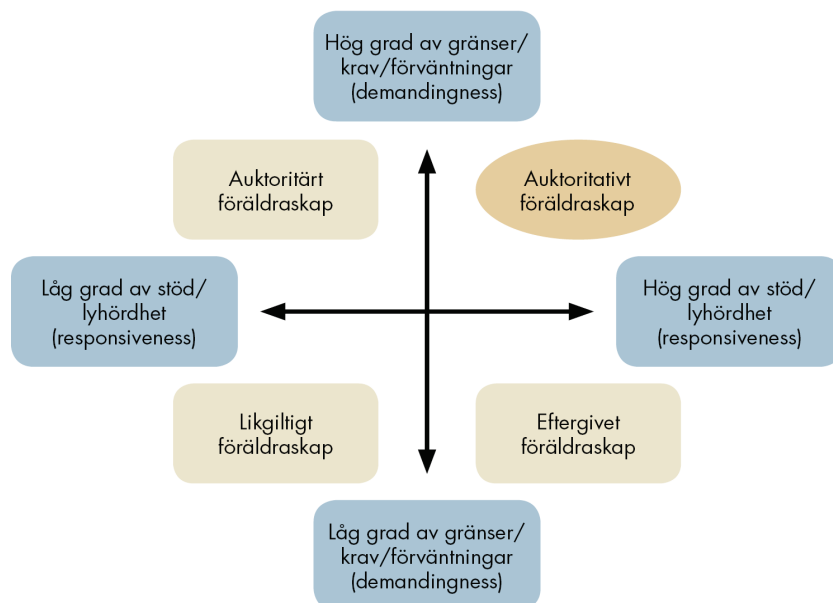 Hög grad av gränser/
krav/förväntningar
(demandingness)
Auktoritärt
föräldraskap
Auktoritativt
föräldraskap
Låg grad av stöd/
lyhördhet
(responsiveness)
Hög grad av stöd/
lyhördhet
(responsiveness)
Likgiltigt
föräldraskap
Eftergivet
föräldraskap
Låg grad av gränser/
krav/förväntningar
(demandingness)